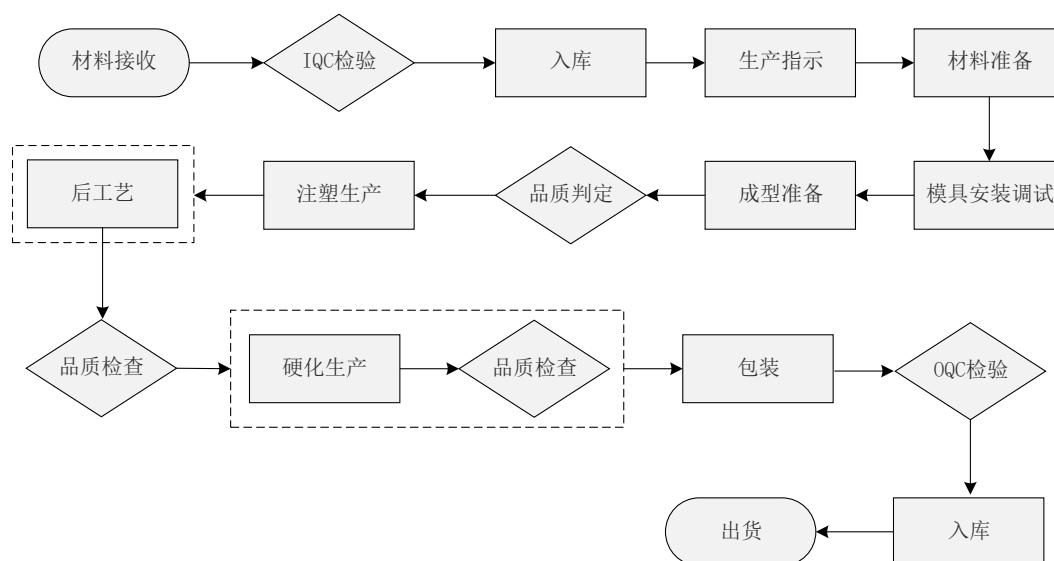 材料接收
IQC检验
入库
生产指示
材料准备
后工艺
注塑生产
品质判定
成型准备
模具安装调试
品质检查
硬化生产
品质检查
包装
OQC检验
出货
入库